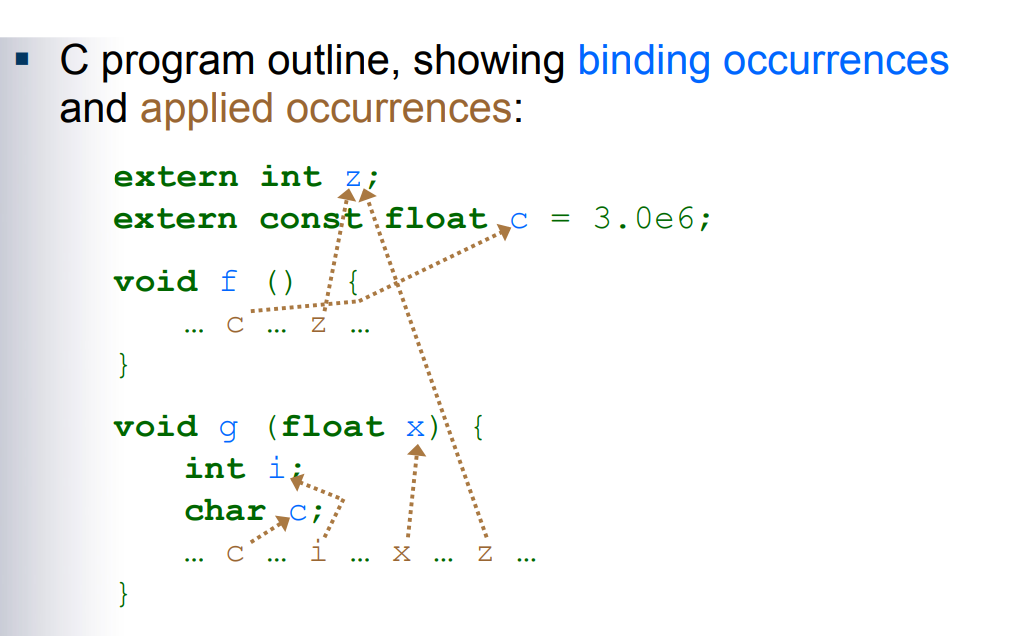 ▪ C program outline, showing binding occurrences
and applied occurrences:
extern int z;
extern const float c = 3.0e6;
void f () {
… c … z …
}
void g (float x) {
int i;
char c;
… c … i … x … z …
}